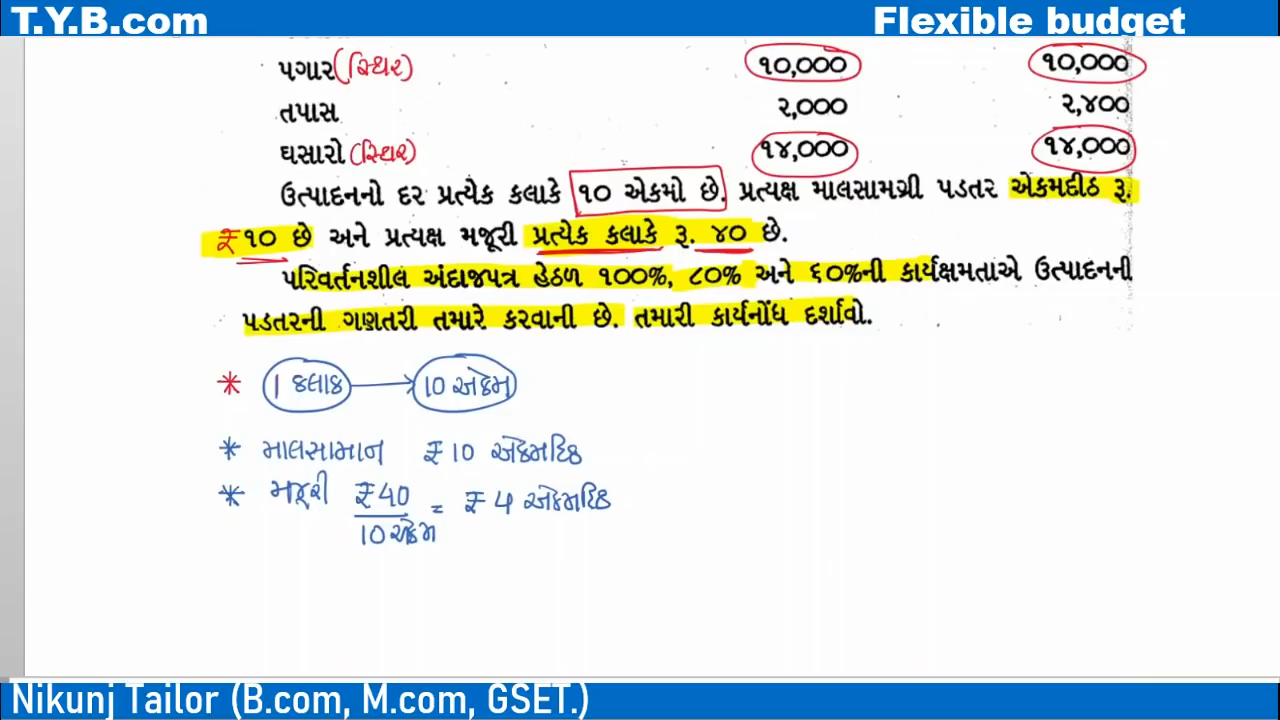 T.Y.B.com Flexible budget
પગાર (સ્થિર) ૧૦,૦૦૦ ૧૦,૦૦૦
તપાસ ૨,૦૦૦ ૨,૪૦૦
ઘસારો (સ્થિર) ૧૪,૦૦૦ ૧૪,૦૦૦
ઉત્પાદનનો દર પ્રત્યેક કલાકે ૧૦ એકમો છે. પ્રત્યક્ષ માલસામગ્રી પડતર એકમદીઠ રૂ.
₹ ૧૦ છે અને પ્રત્યક્ષ મજૂરી પ્રત્યેક કલાકે રૂ. ૪૦ છે.
પરિવર્તનશીલ અંદાજપત્ર હેઠળ ૧૦૦%, ૮૦% અને ૬૦%ની કાર્યક્ષમતાએ ઉત્પાદનની
પડતરની ગણતરી તમારે કરવાની છે. તમારી કાર્યનોંધ દર્શાવો.
* 1 કલાક → 10 એકમ
* માલસામાન ₹ 10 એકમદિઠ
* મજૂરી ₹ 40 = ₹ 4 એકમદિઠ
10 એકમ
Nikunj Tailor (B.com, M.com, GSET.)